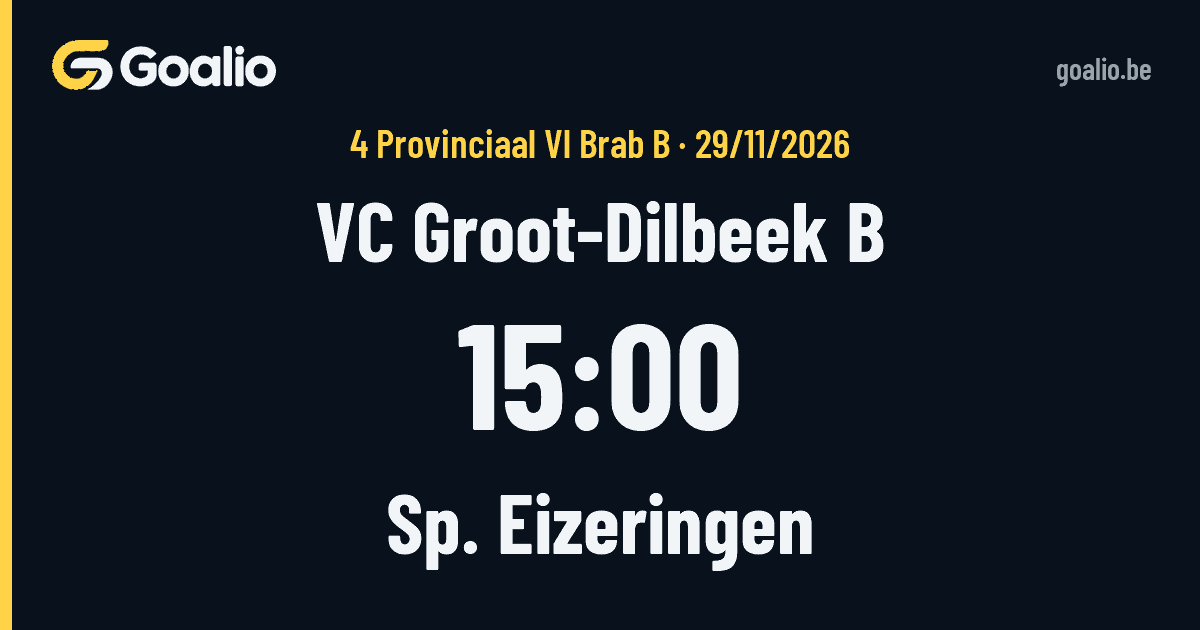 Goalio
goalio.be
4 Provinciaal Vl Brab B · 29/11/2026
VC Groot-Dilbeek B
15:00
Sp. Eizeringen